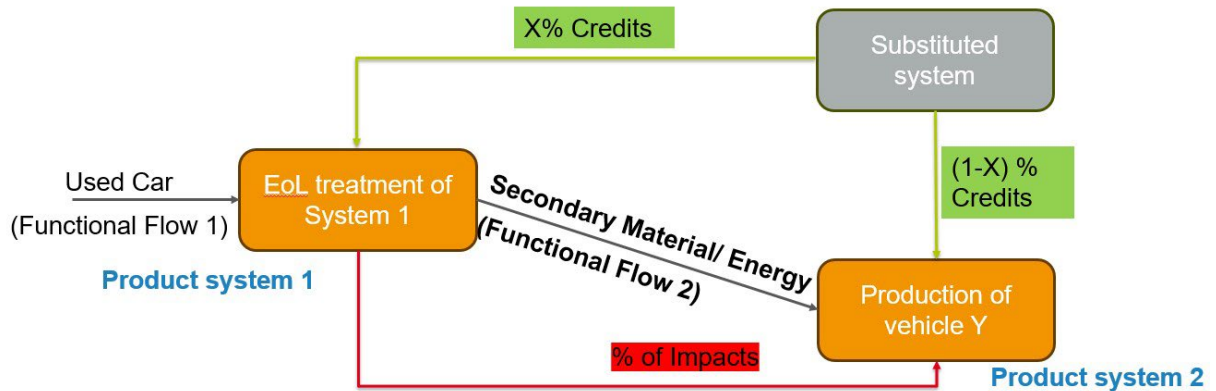 X% Credits
Substituted
system
(1-X) %
Credits
Used Car
(Functional Flow 1)
EoL treatment of
System 1
Secondary Material/ Energy
(Functional Flow 2)
Product system 1
Production of
vehicle Y
% of Impacts
Product system 2